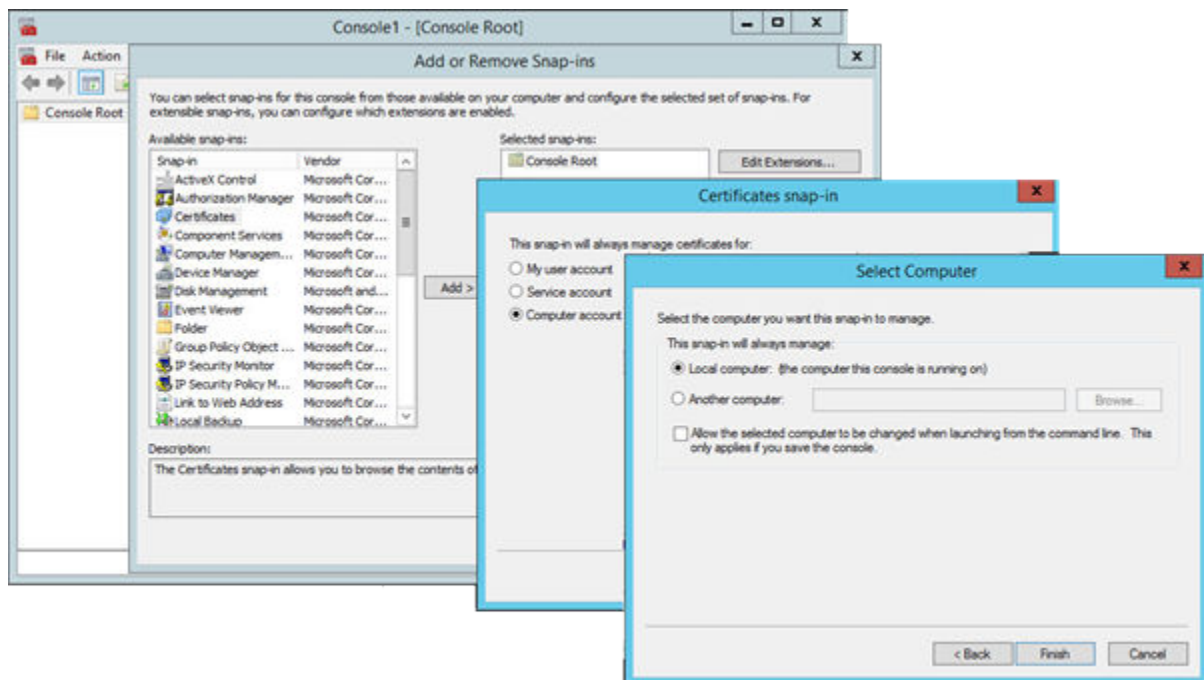 Console1 - [Console Root]
File Action
Console Root
Add or Remove Snap-ins
You can select snap-ins for this console from those available on your computer and configure the selected set of snap-ins. For
extensible snap-ins, you can configure which extensions are enabled.
Available snap-ins:
Snap-in Vendor
ActiveX Control Microsoft Cor...
Authorization Manager Microsoft Cor...
Certificates Microsoft Cor...
Component Services Microsoft Cor...
Computer Managem... Microsoft Cor...
Device Manager Microsoft Cor...
Disk Management Microsoft and...
Event Viewer Microsoft Cor...
Folder Microsoft Cor...
Group Policy Object ... Microsoft Cor...
IP Security Monitor Microsoft Cor...
IP Security Policy M... Microsoft Cor...
Link to Web Address Microsoft Cor...
Local Backup Microsoft Cor...
Add >
Selected snap-ins:
Console Root
Edit Extensions...
Description:
The Certificates snap-in allows you to browse the contents of
Certificates snap-in
This snap-in will always manage certificates for:
My user account
Service account
Computer account
Select Computer
Select the computer you want this snap-in to manage.
This snap-in will always manage:
Local computer: (the computer this console is running on)
Another computer:
Browse...
Allow the selected computer to be changed when launching from the command line. This
only applies if you save the console.
< Back Finish Cancel